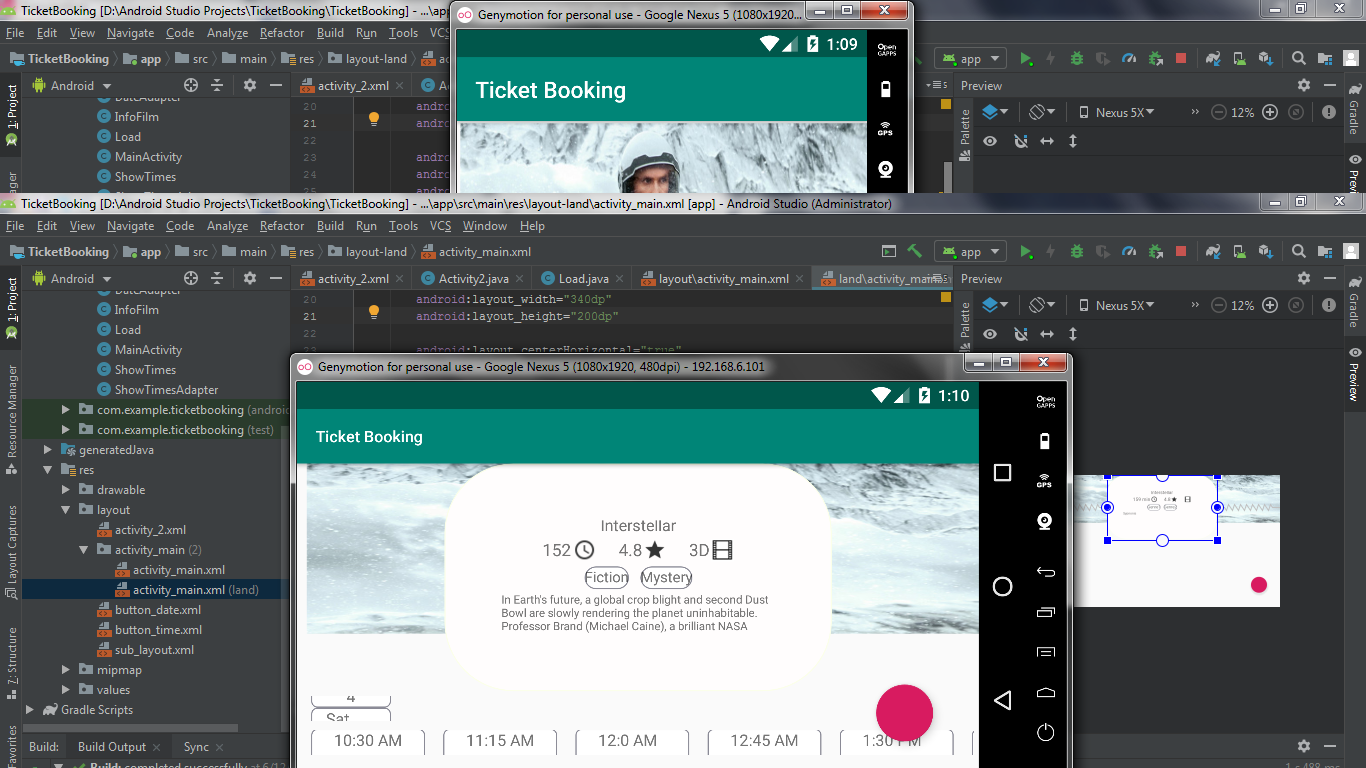 TicketBooking [D:\Android Studio Projects\TicketBooking\TicketBooking] - ...\app
Genymotion for personal use - Google Nexus 5 (1080x1920...
File Edit View Navigate Code Analyze Refactor Build Run Tools VCS
1:09
Open GAPPS
TicketBooking app src main res layout-land
app
Android
activity_2.xml
Preview
Ticket Booking
1: Project
Gradle
Palette
20
andro
Nexus 5X
12%
InfoFilm
21
andro
GPS
Load
22
MainActivity
23
andro
ShowTimes
24
andro
25
Preview
TicketBooking [D:\Android Studio Projects\TicketBooking\TicketBooking] - ...\app\src\main\res\layout-land\activity_main.xml [app] - Android Studio (Administrator)
File Edit View Navigate Code Analyze Refactor Build Run Tools VCS Window Help
TicketBooking app src main res layout-land activity_main.xml
app
Android
activity_2.xml Activity2.java Load.java layout\activity_main.xml land\activity_main
Preview
1: Project
Gradle
Palette
DateAdapter
20 android:layout_width="340dp"
Nexus 5X
12%
InfoFilm
21 android:layout_height="200dp"
Load
22
MainActivity
android:layout_centerHorizontal="true"
ShowTimes
Genymotion for personal use - Google Nexus 5 (1080x1920, 480dpi) - 192.168.6.101
Preview
ShowTimesAdapter
1:10
Open GAPPS
com.example.ticketbooking (androi
com.example.ticketbooking (test)
Ticket Booking
Resource Manager
generatedJava
res
drawable
GPS
layout
Interstellar
activity_2.xml
activity_main (2)
152 4.8 3D
activity_main.xml
Fiction Mystery
activity_main.xml (land)
In Earth's future, a global crop blight and second Dust
Bowl are slowly rendering the planet uninhabitable.
Professor Brand (Michael Caine), a brilliant NASA
Layout Captures
button_date.xml
button_time.xml
sub_layout.xml
mipmap
values
7: Structure
4
Gradle Scripts
Sat
10:30 AM 11:15 AM 12:0 AM 12:45 AM 1:30 PM
Favorites
Build: Build Output Sync
Build: completed successfully at 6/12
1 s 488 ms